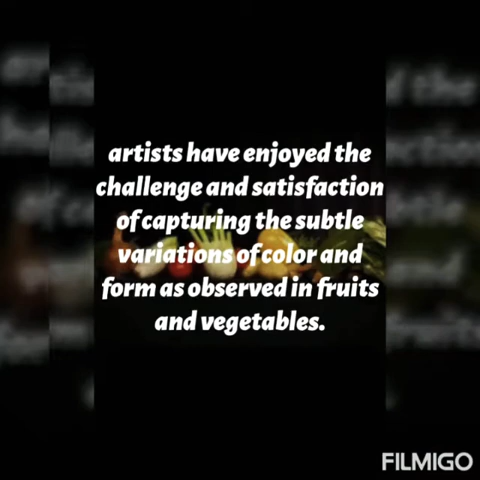 artists have enjoyed the
challenge and satisfaction
of capturing the subtle
variations of color and
form as observed in fruits
and vegetables.
FILMIGO